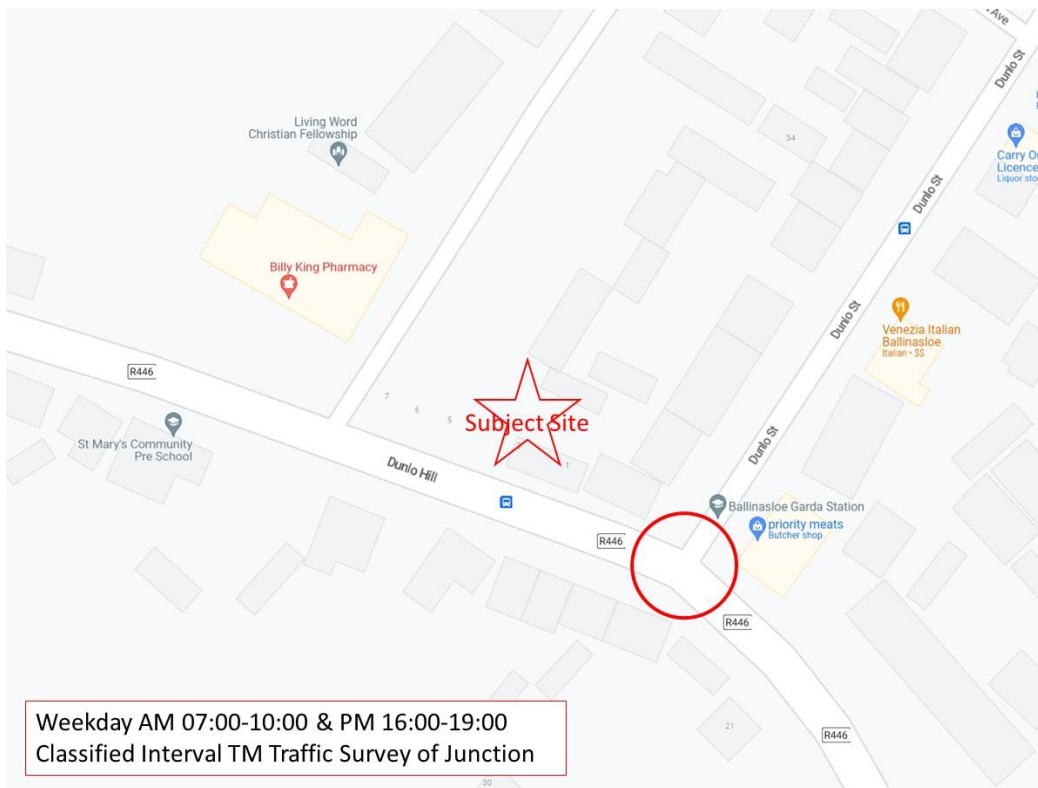 Ave
Dunlo St
Living Word
Christian Fellowship
34
Carry O
Licence
Liquor sto
Dunlo St
Billy King Pharmacy
Venezia Italian
Ballinasloe
Italian • $$
Dunlo St
R446
7
6
5
Subject Site
St Mary's Community
Pre School
Dunlo St
Dunlo Hill
1
Ballinasloe Garda Station
priority meats
Butcher shop
R446
R446
21
R446
Weekday AM 07:00-10:00 & PM 16:00-19:00
Classified Interval TM Traffic Survey of Junction
30